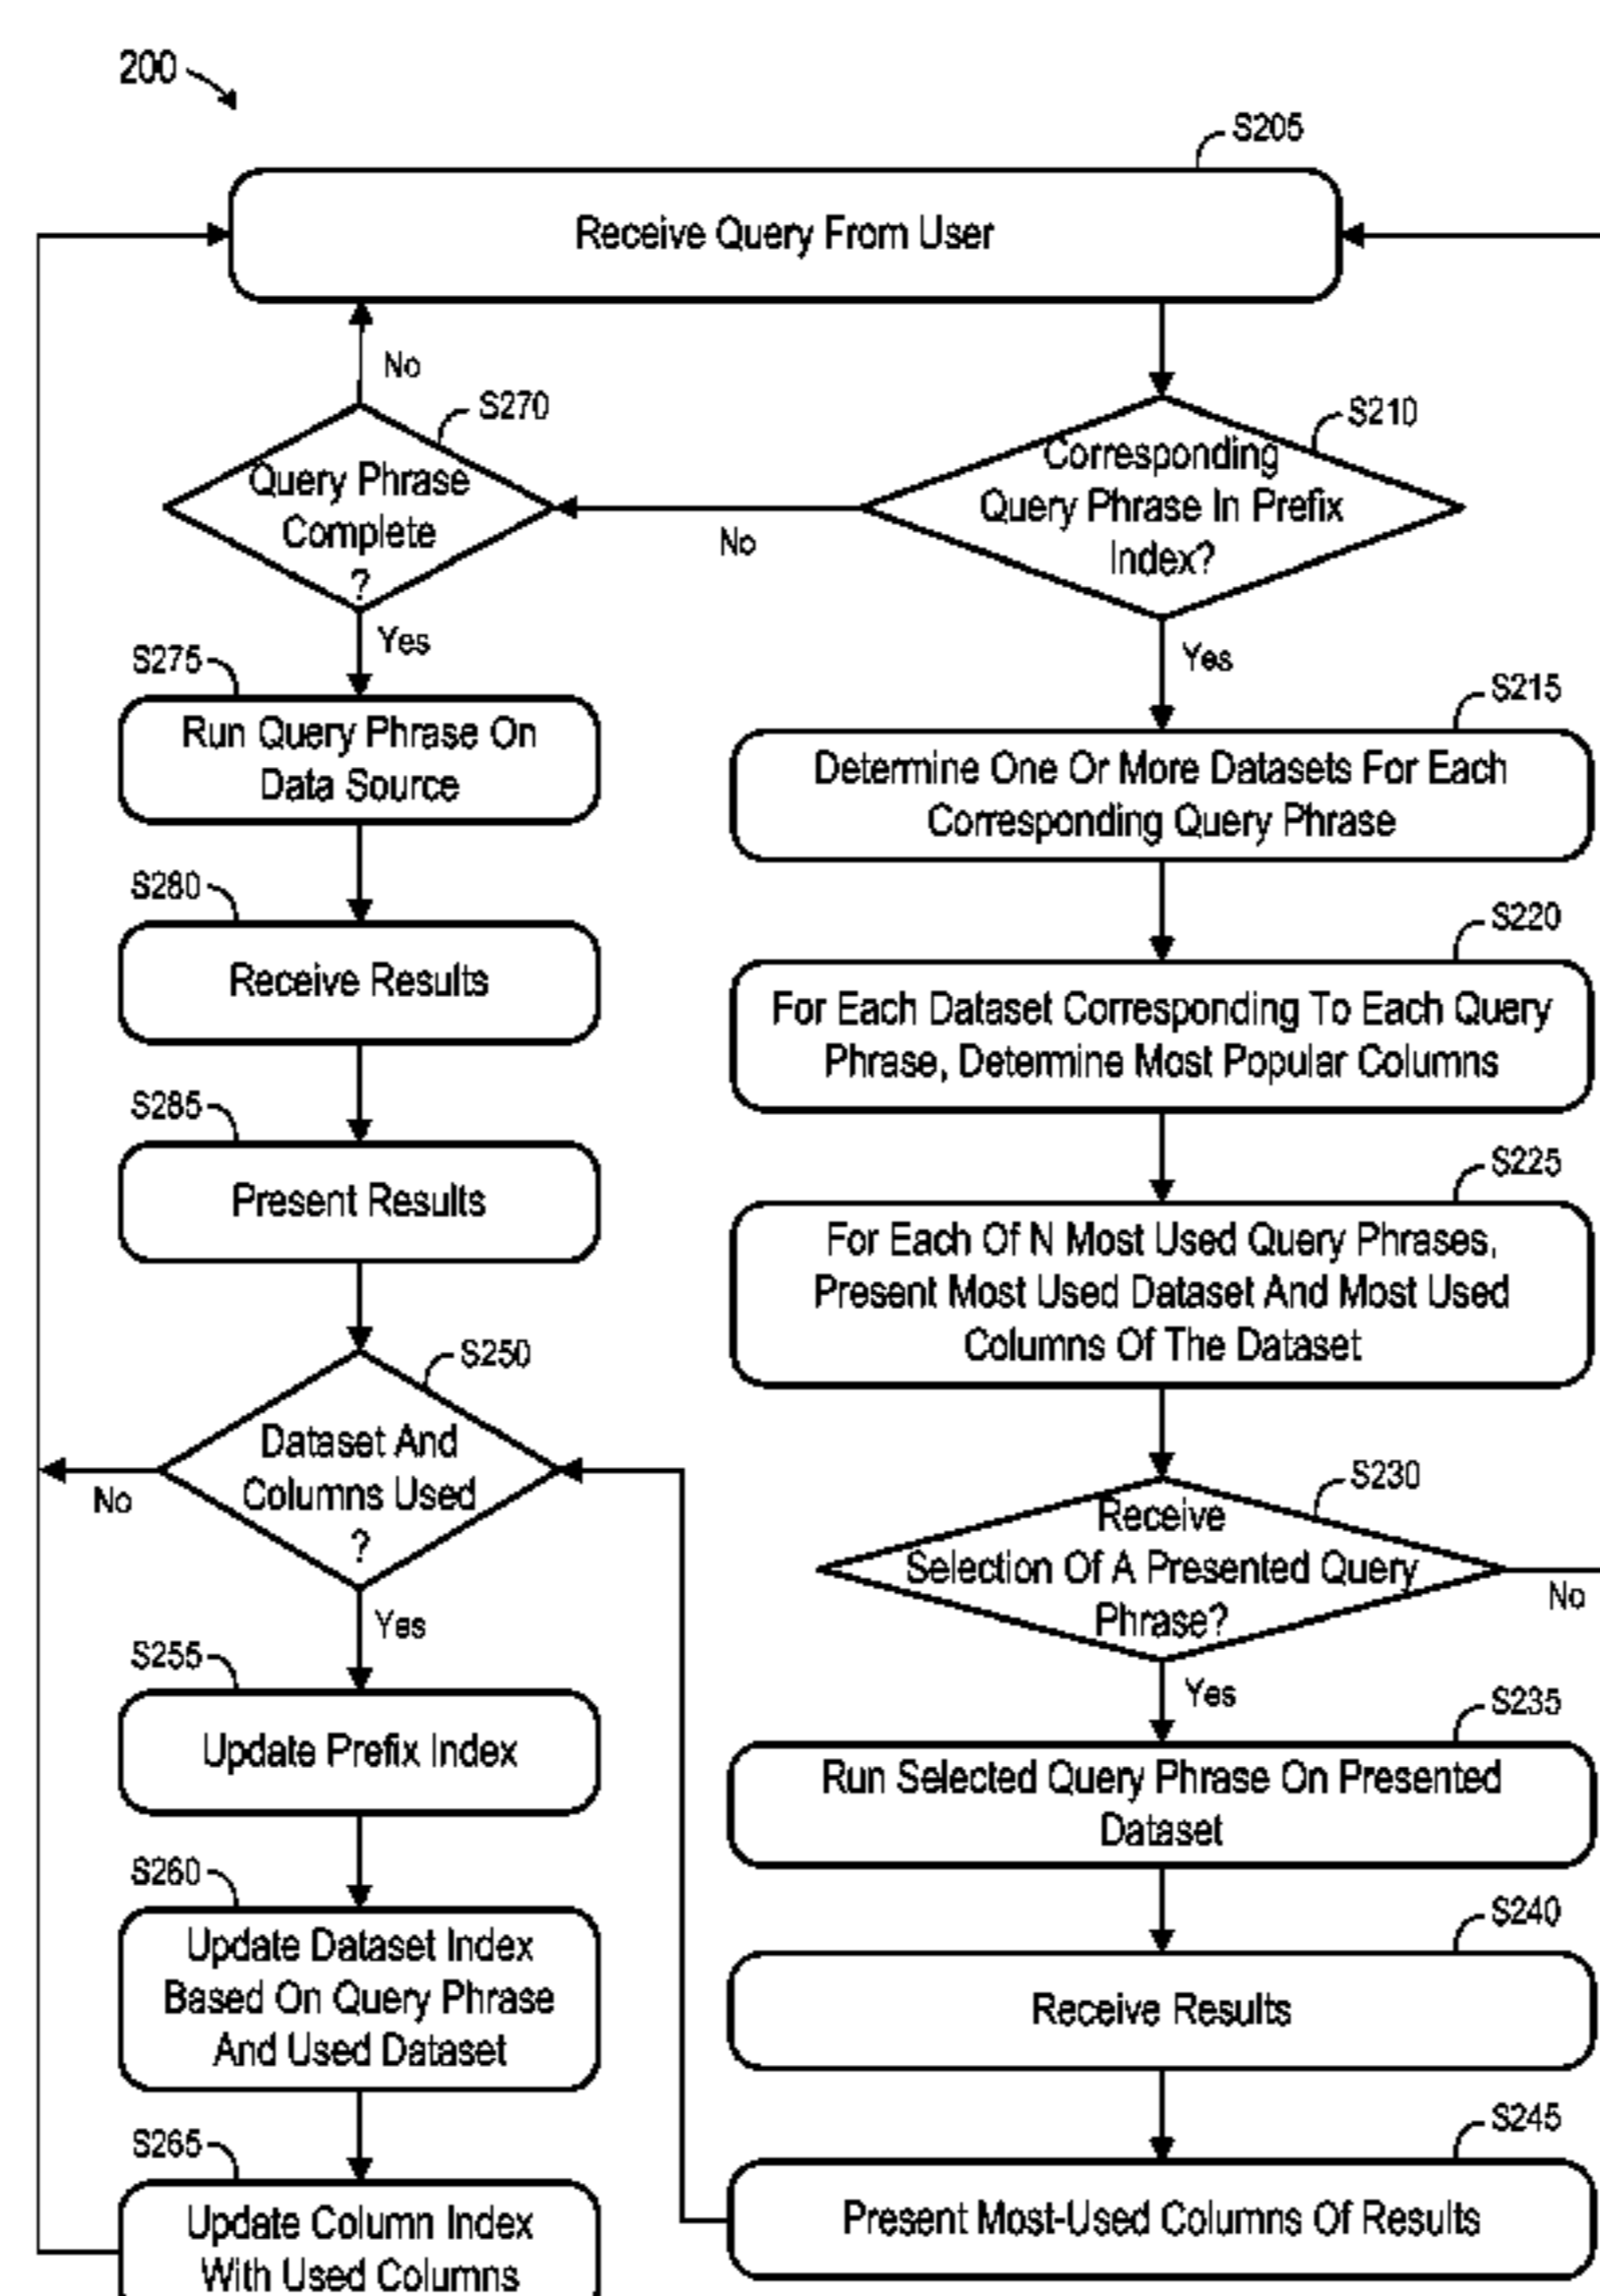 200
S205
Receive Query From User
No
S270
Query Phrase
Complete
?
S210
Corresponding
Query Phrase In Prefix
Index?
No
Yes
S275
Run Query Phrase On
Data Source
Yes
S215
Determine One Or More Datasets For Each
Corresponding Query Phrase
S280
Receive Results
S220
For Each Dataset Corresponding To Each Query
Phrase, Determine Most Popular Columns
S285
Present Results
S225
For Each Of N Most Used Query Phrases,
Present Most Used Dataset And Most Used
Columns Of The Dataset
S250
Dataset And
Columns Used
?
No
S230
Receive
Selection Of A Presented Query
Phrase?
No
Yes
S255
Update Prefix Index
Yes
S235
Run Selected Query Phrase On Presented
Dataset
S260
Update Dataset Index
Based On Query Phrase
And Used Dataset
S240
Receive Results
S265
Update Column Index
With Used Columns
S245
Present Most-Used Columns Of Results